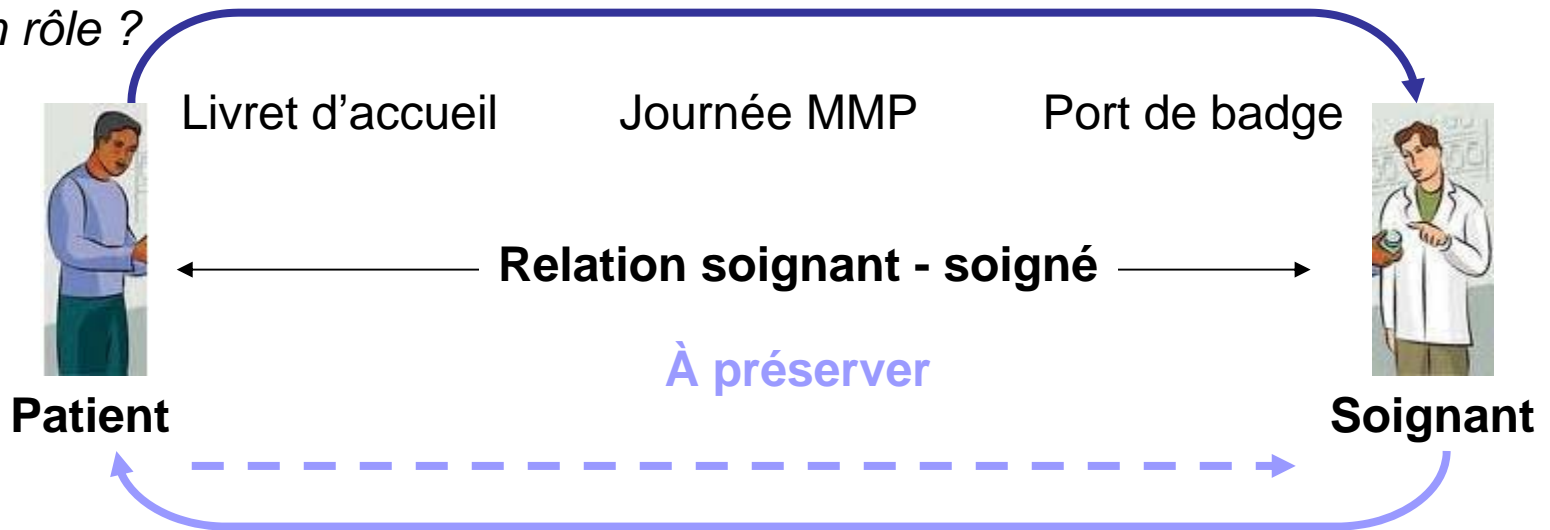 n rôle ?
Livret d’accueil Journée MMP Port de badge
Relation soignant - soigné
À préserver
Patient Soignant